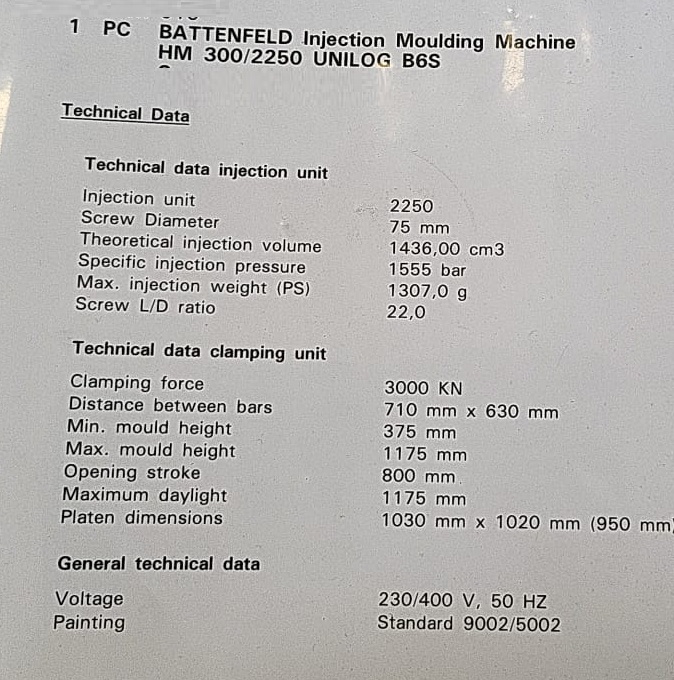 1 PC BATTENFELD Injection Moulding Machine
HM 300/2250 UNILOG B6S
Technical Data
Technical data injection unit
Injection unit 2250
Screw Diameter 75 mm
Theoretical injection volume 1436,00 cm3
Specific injection pressure 1555 bar
Max. injection weight (PS) 1307,0 g
Screw L/D ratio 22,0
Technical data clamping unit
Clamping force 3000 KN
Distance between bars 710 mm x 630 mm
Min. mould height 375 mm
Max. mould height 1175 mm
Opening stroke 800 mm
Maximum daylight 1175 mm
Platen dimensions 1030 mm x 1020 mm (950 mm)
General technical data
Voltage 230/400 V, 50 HZ
Painting Standard 9002/5002